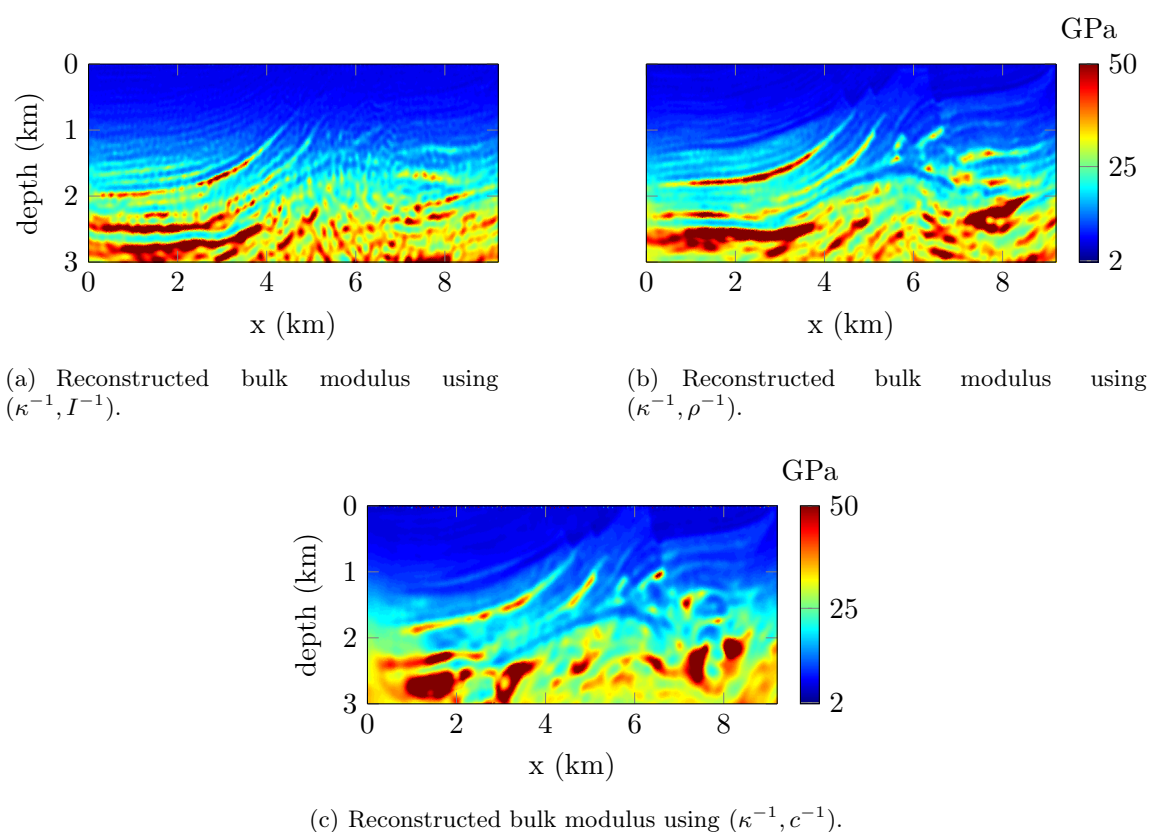 GPa
0
1
2
3
depth (km)
0 2 4 6 8
x (km)
50
25
2
0 2 4 6 8
x (km)
(a) Reconstructed bulk modulus using
(κ⁻¹, I⁻¹).
(b) Reconstructed bulk modulus using
(κ⁻¹, ρ⁻¹).
GPa
0
1
2
3
depth (km)
0 2 4 6 8
x (km)
50
25
2
(c) Reconstructed bulk modulus using (κ⁻¹, c⁻¹).